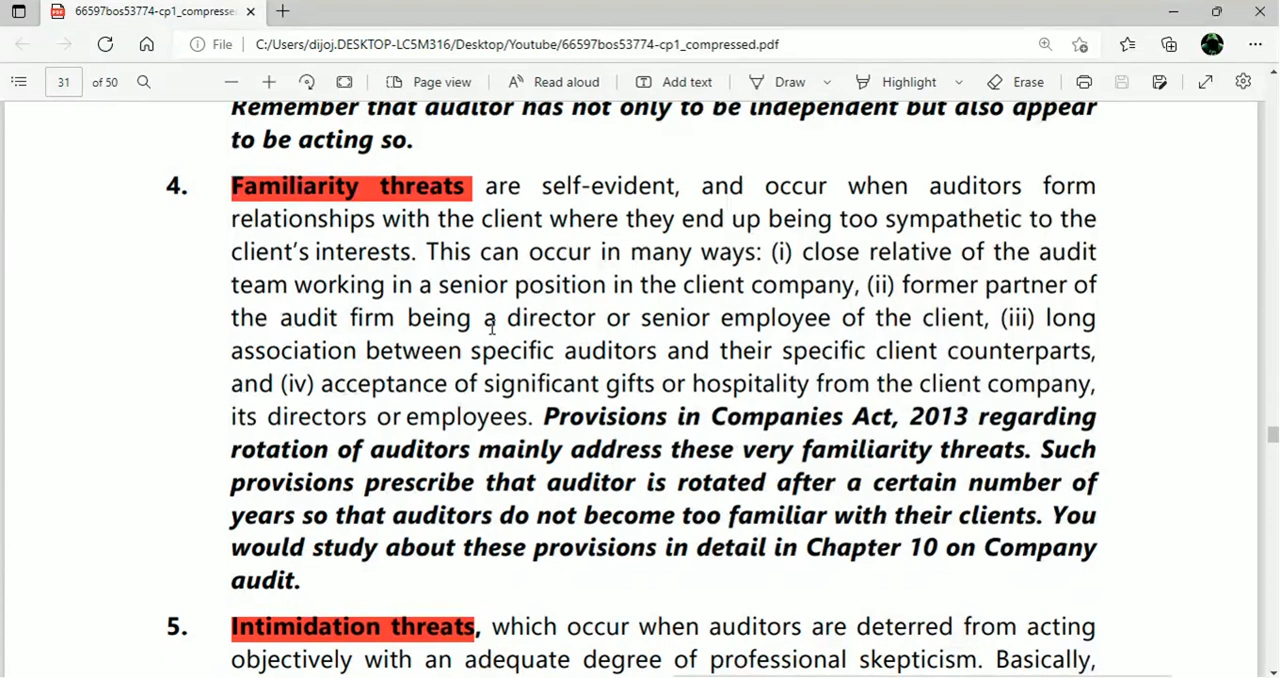 66597bos53774-cp1_compresse
File C:/Users/dijoj.DESKTOP-LC5M316/Desktop/Youtube/66597bos53774-cp1_compressed.pdf
31 of 50 Page view Read aloud Add text Draw Highlight Erase
Remember that auditor has not only to be independent but also appear
to be acting so.
4. Familiarity threats are self-evident, and occur when auditors form
relationships with the client where they end up being too sympathetic to the
client's interests. This can occur in many ways: (i) close relative of the audit
team working in a senior position in the client company, (ii) former partner of
the audit firm being a director or senior employee of the client, (iii) long
association between specific auditors and their specific client counterparts,
and (iv) acceptance of significant gifts or hospitality from the client company,
its directors or employees. Provisions in Companies Act, 2013 regarding
rotation of auditors mainly address these very familiarity threats. Such
provisions prescribe that auditor is rotated after a certain number of
years so that auditors do not become too familiar with their clients. You
would study about these provisions in detail in Chapter 10 on Company
audit.
5. Intimidation threats, which occur when auditors are deterred from acting
objectively with an adequate degree of professional skepticism. Basically,